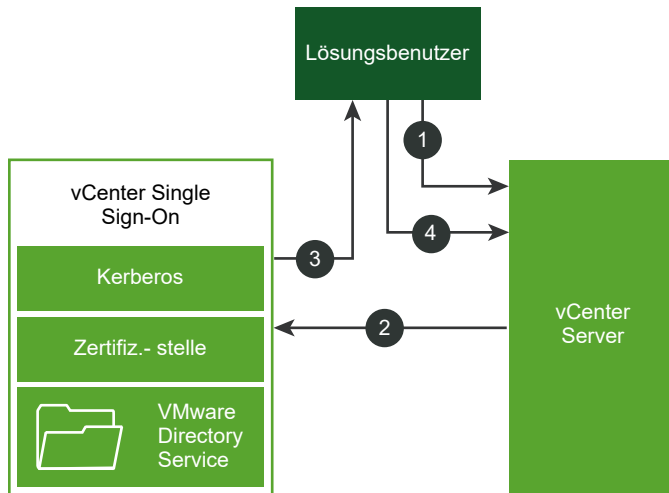 Lösungsbenutzer
1
vCenter Single
Sign-On
4
3
Kerberos
vCenter
Server
2
Zertifiz.- stelle
VMware
Directory
Service